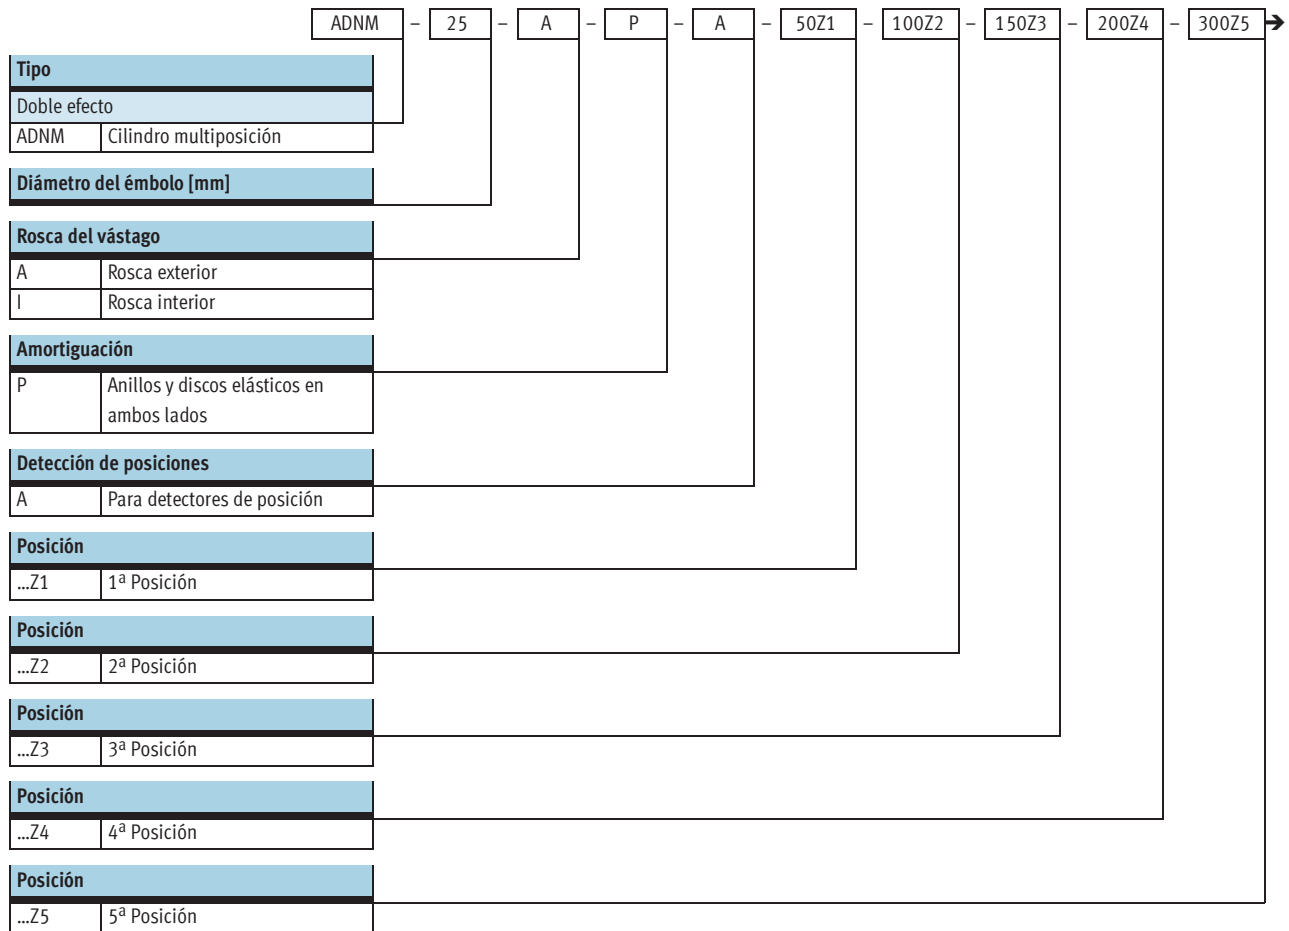 ADNM – 25 – A – P – A – 50Z1 – 100Z2 – 150Z3 – 200Z4 – 300Z5 ➔
Tipo
Doble efecto
ADNM Cilindro multiposición
Diámetro del émbolo [mm]
Rosca del vástago
A Rosca exterior
I Rosca interior
Amortiguación
P Anillos y discos elásticos en
ambos lados
Detección de posiciones
A Para detectores de posición
Posición
...Z1 1ª Posición
Posición
...Z2 2ª Posición
Posición
...Z3 3ª Posición
Posición
...Z4 4ª Posición
Posición
...Z5 5ª Posición